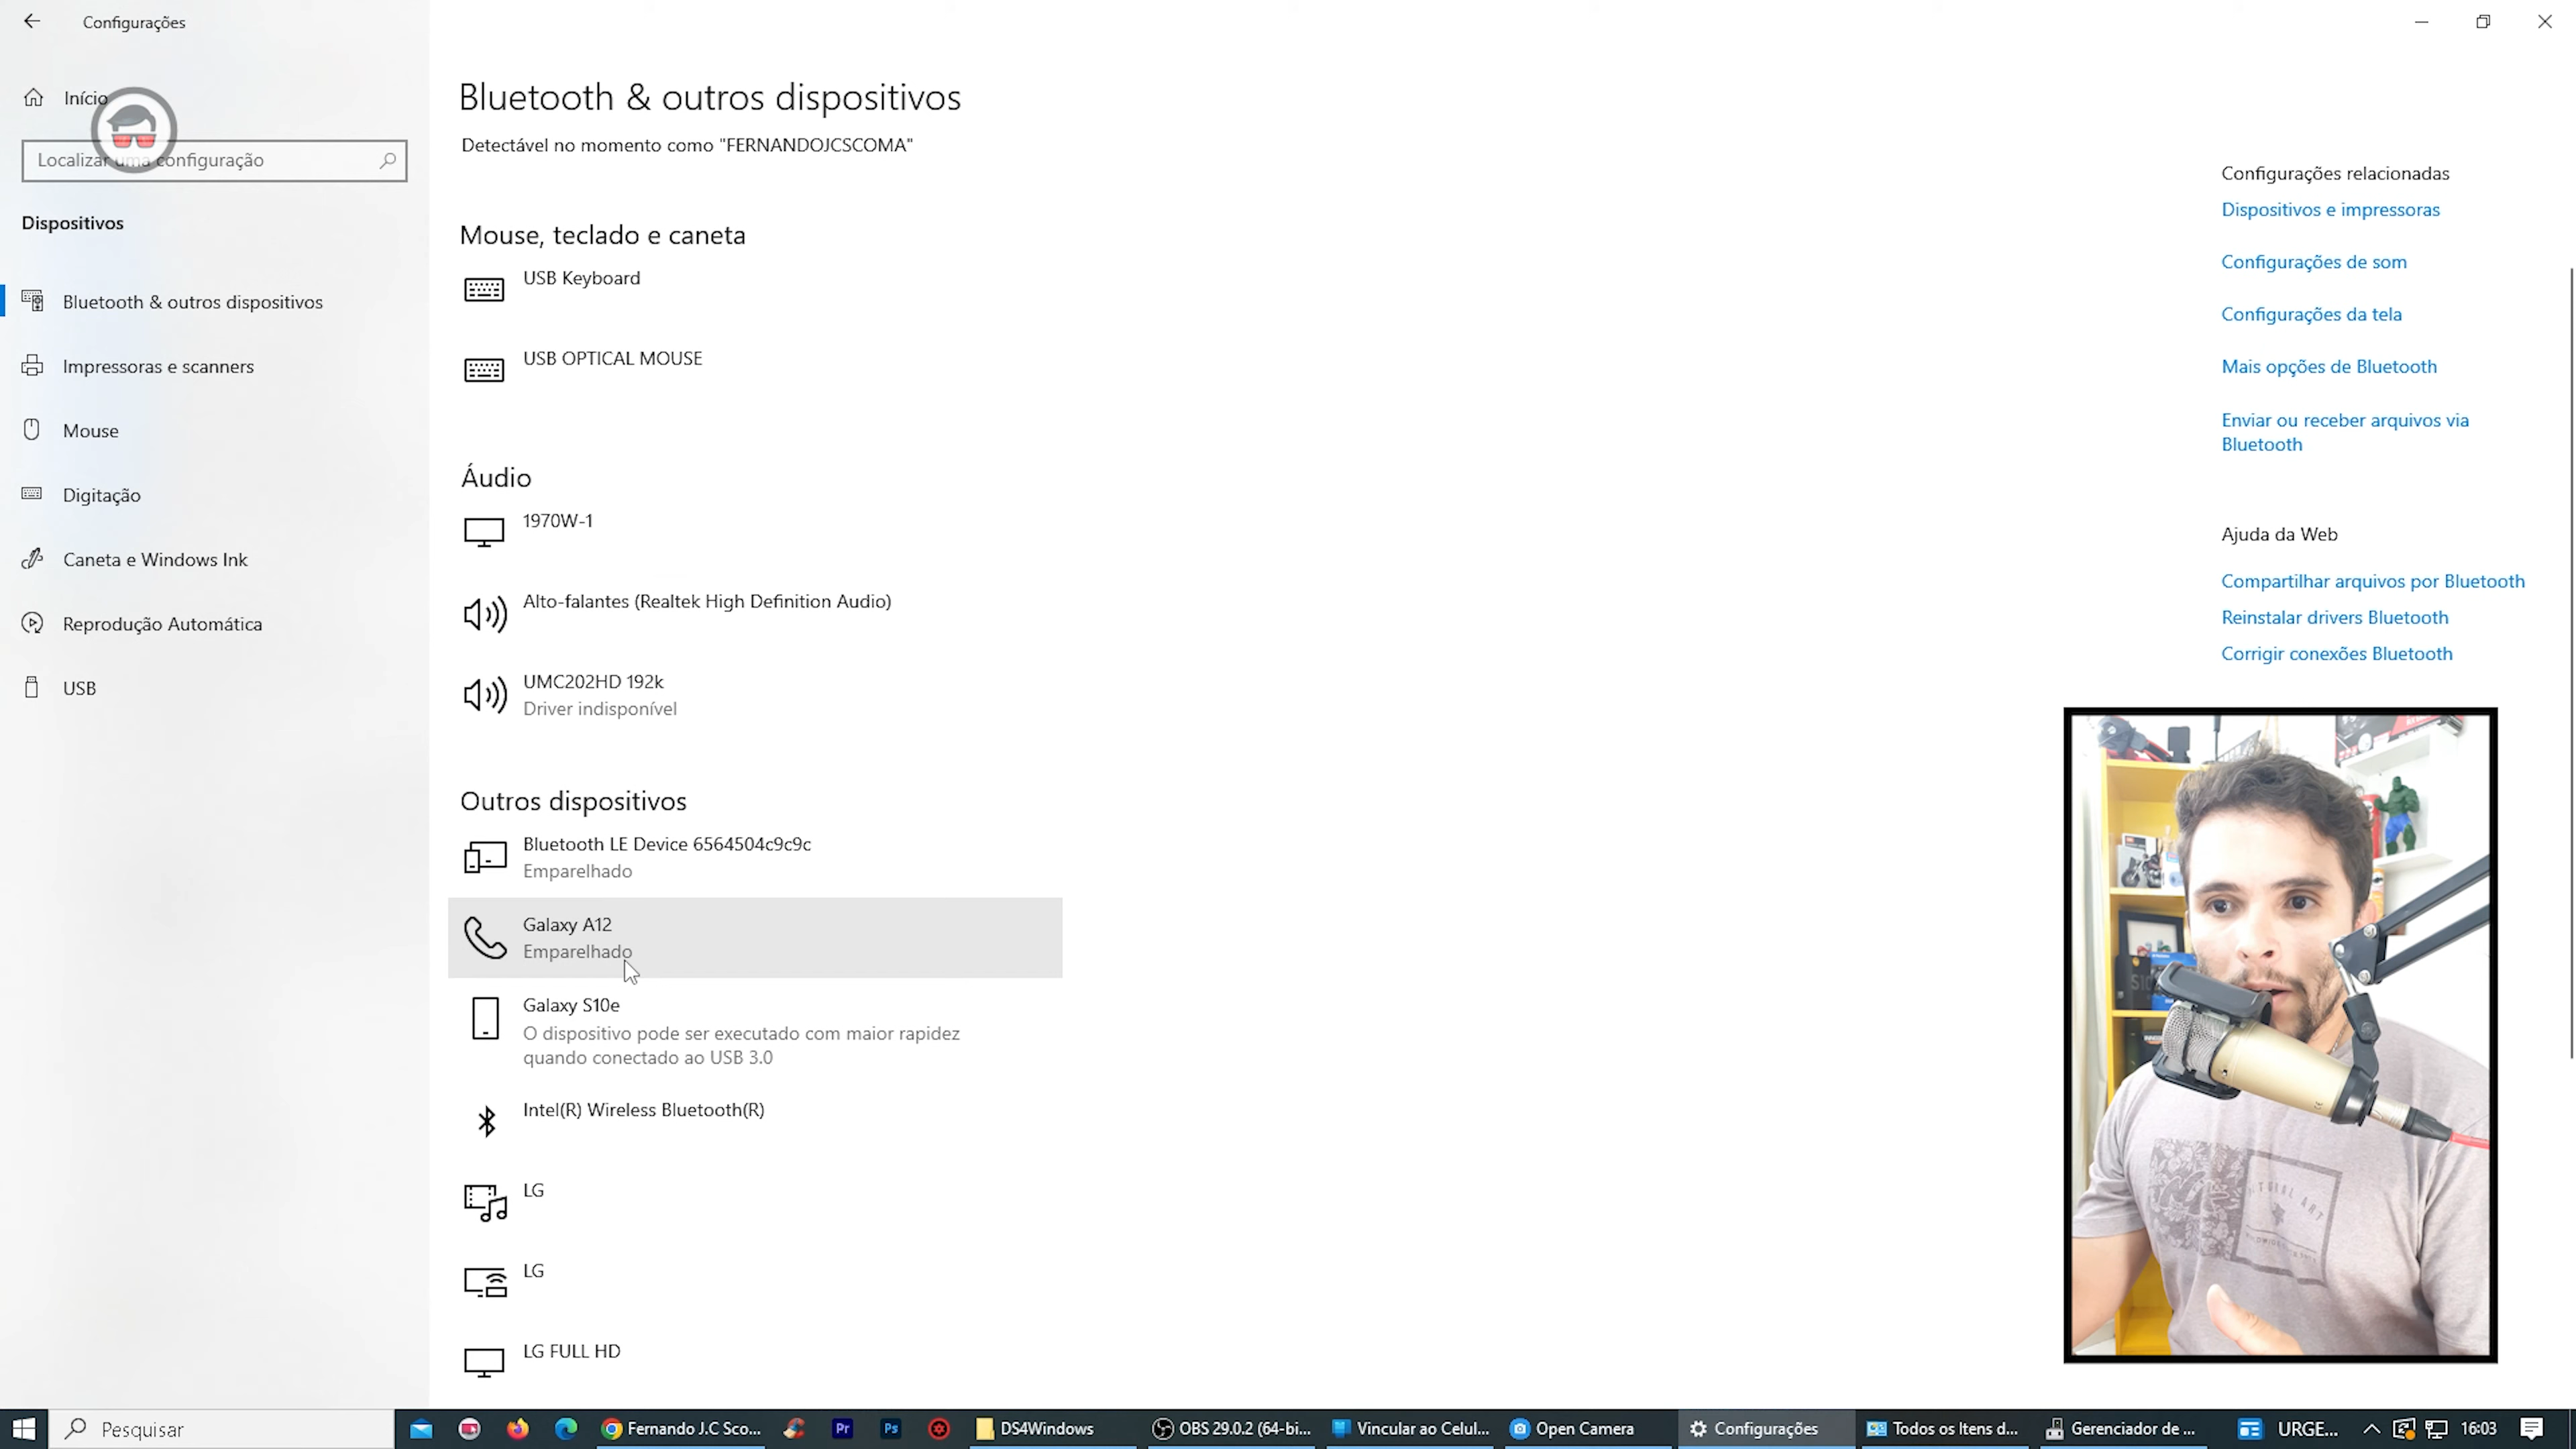 Configurações
Início
Localizar uma configuração
Dispositivos
Bluetooth & outros dispositivos
Impressoras e scanners
Mouse
Digitação
Caneta e Windows Ink
Reprodução Automática
USB
Bluetooth & outros dispositivos
Detectável no momento como "FERNANDOJCSCOMA"
Mouse, teclado e caneta
USB Keyboard
USB OPTICAL MOUSE
Áudio
1970W-1
Alto-falantes (Realtek High Definition Audio)
UMC202HD 192k
Driver indisponível
Outros dispositivos
Bluetooth LE Device 6564504c9c9c
Emparelhado
Galaxy A12
Emparelhado
Galaxy S10e
O dispositivo pode ser executado com maior rapidez
quando conectado ao USB 3.0
Intel(R) Wireless Bluetooth(R)
LG
LG
LG FULL HD
Configurações relacionadas
Dispositivos e impressoras
Configurações de som
Configurações da tela
Mais opções de Bluetooth
Enviar ou receber arquivos via
Bluetooth
Ajuda da Web
Compartilhar arquivos por Bluetooth
Reinstalar drivers Bluetooth
Corrigir conexões Bluetooth
Pesquisar
Fernando J.C Sco...
Pr
Ps
DS4Windows
OBS 29.0.2 (64-bi...
Vincular ao Celul...
Open Camera
Configurações
Todos os Itens d...
Gerenciador de ...
URGE...
16:03